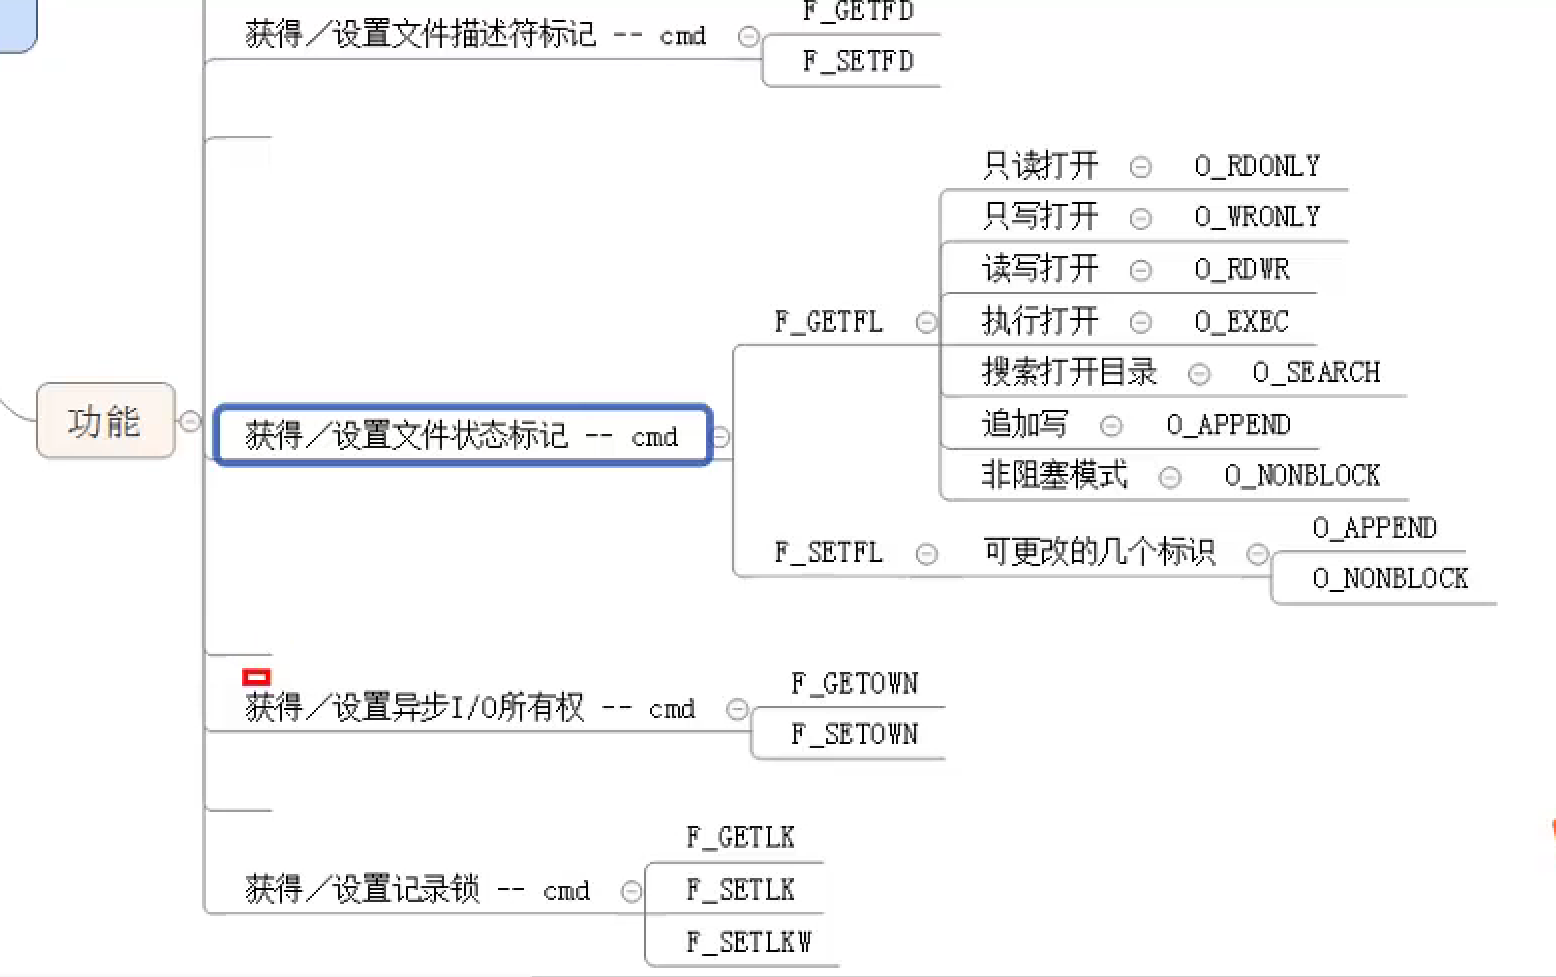 F_GETFD
获得／设置文件描述符标记 -- cmd
F_SETFD
只读打开 O_RDONLY
只写打开 O_WRONLY
读写打开 O_RDWR
F_GETFL 执行打开 O_EXEC
搜索打开目录 O_SEARCH
追加写 O_APPEND
功能
获得／设置文件状态标记 -- cmd
非阻塞模式 O_NONBLOCK
O_APPEND
F_SETFL 可更改的几个标识
O_NONBLOCK
F_GETOWN
获得／设置异步I/O所有权 -- cmd
F_SETOWN
F_GETLK
获得／设置记录锁 -- cmd F_SETLK
F_SETLKW